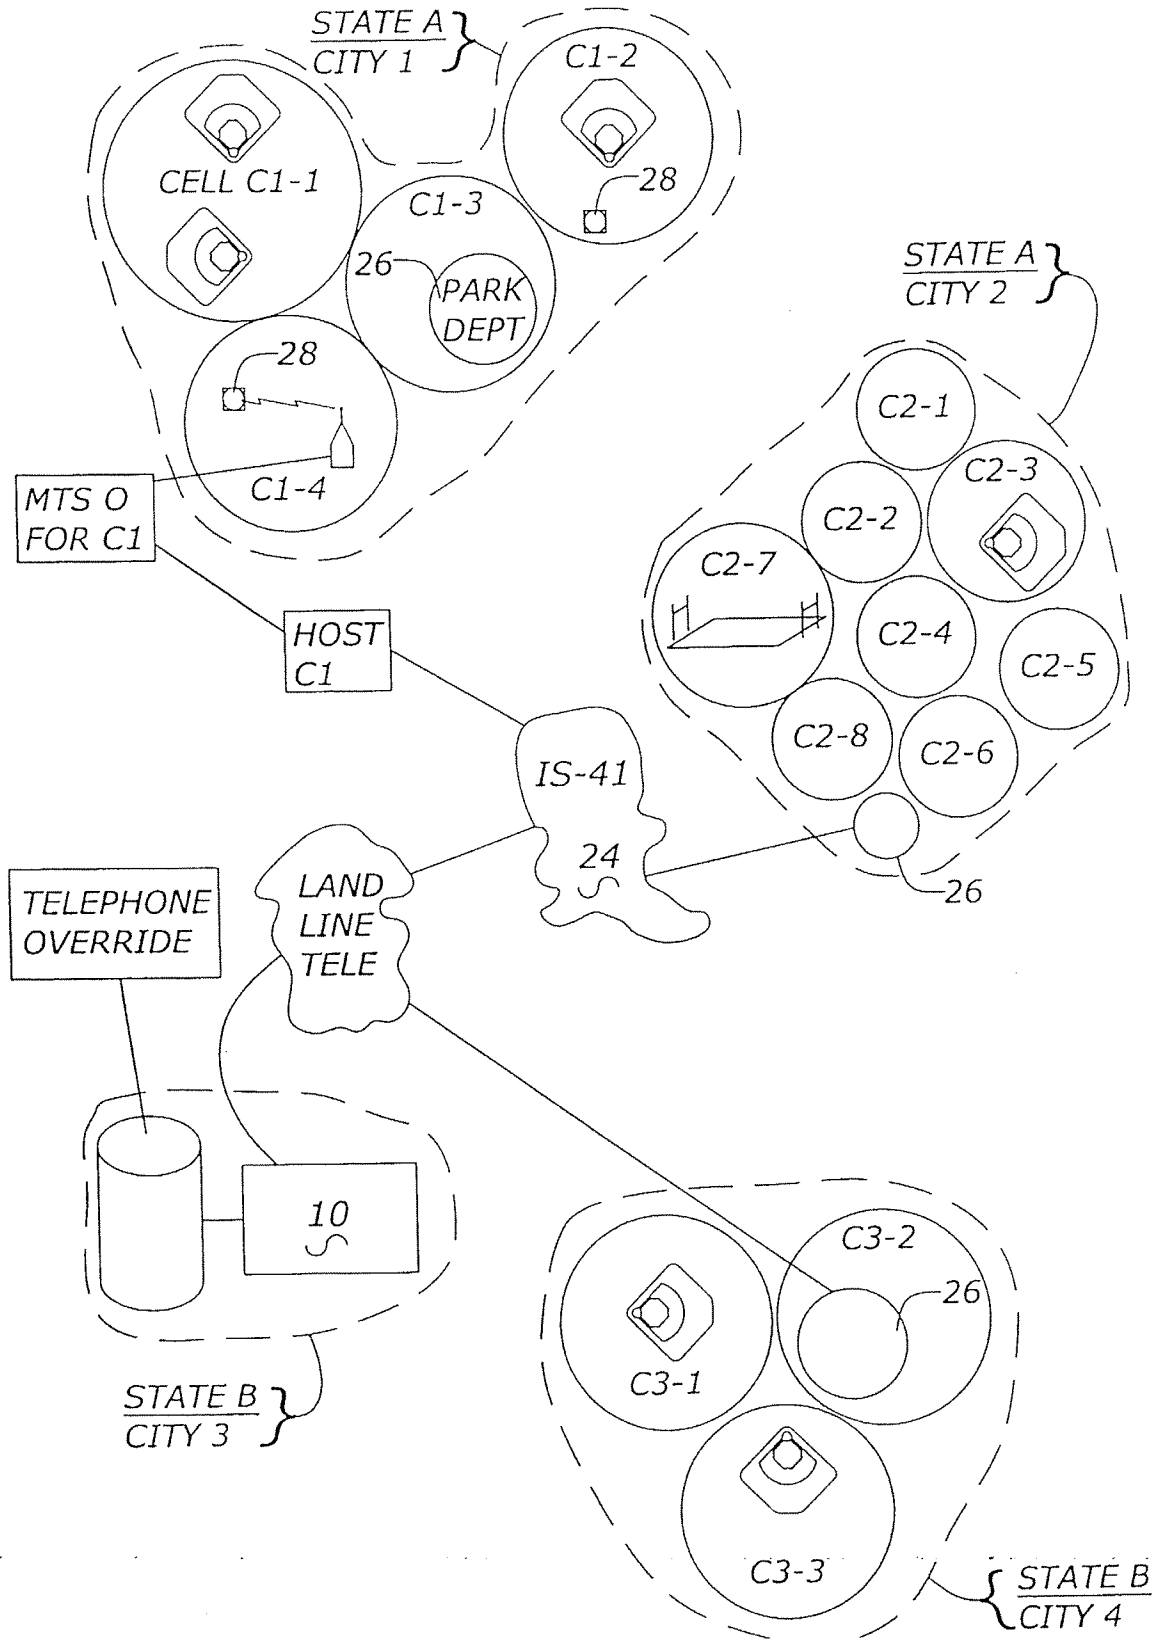 STATE A
CITY 1
C1-2
CELL C1-1
28
C1-3
26
PARK
DEPT
STATE A
CITY 2
28
C1-4
MTS O
FOR C1
C2-1
C2-3
C2-2
C2-7
C2-4
C2-5
HOST
C1
C2-8
C2-6
IS-41
24
26
LAND
LINE
TELE
TELEPHONE
OVERRIDE
10
STATE B
CITY 3
C3-2
26
C3-1
C3-3
STATE B
CITY 4